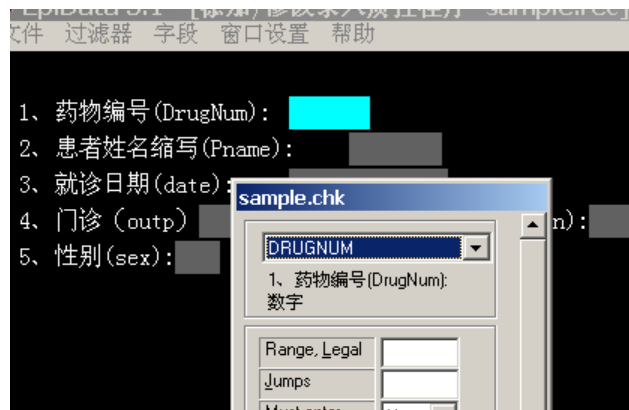 文件 过滤器 字段 窗口设置 帮助
1、药物编号(DrugNum):
2、患者姓名缩写(Pname):
3、就诊日期(date):
4、门诊（outp） n):
5、性别(sex):
sample.chk
DRUGNUM
1、 药物编号(DrugNum):
数字
Range, Legal
Jumps